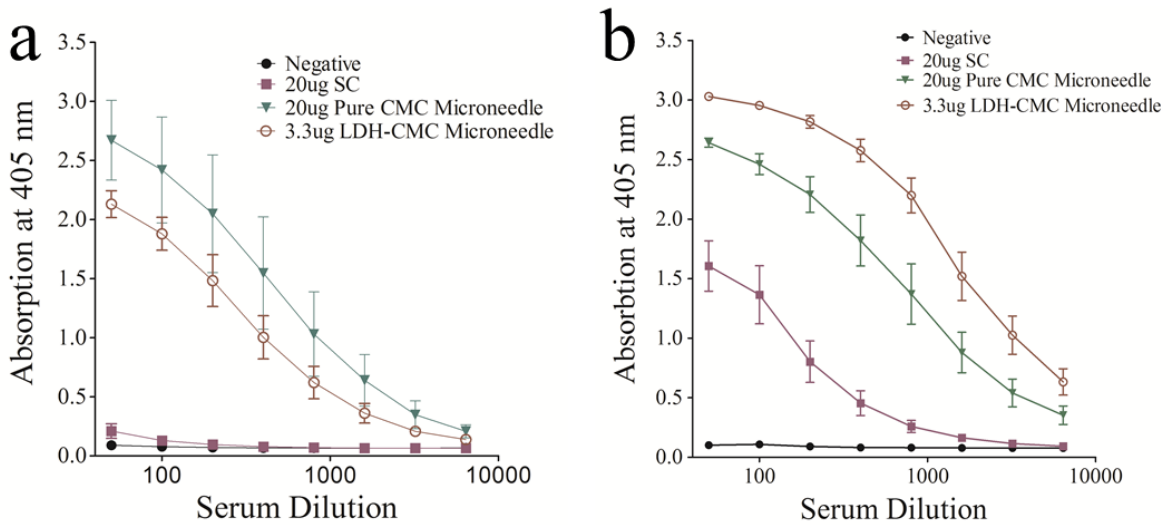 a
3.5
3.0
2.5
2.0
1.5
1.0
0.5
0.0
Absorption at 405 nm
Negative
20ug SC
20ug Pure CMC Microneedle
3.3ug LDH-CMC Microneedle
100
1000
10000
Serum Dilution
b
3.5
3.0
2.5
2.0
1.5
1.0
0.5
0.0
Absorbtion at 405 nm
Negative
20ug SC
20ug Pure CMC Microneedle
3.3ug LDH-CMC Microneedle
100
1000
10000
Serum Dilution